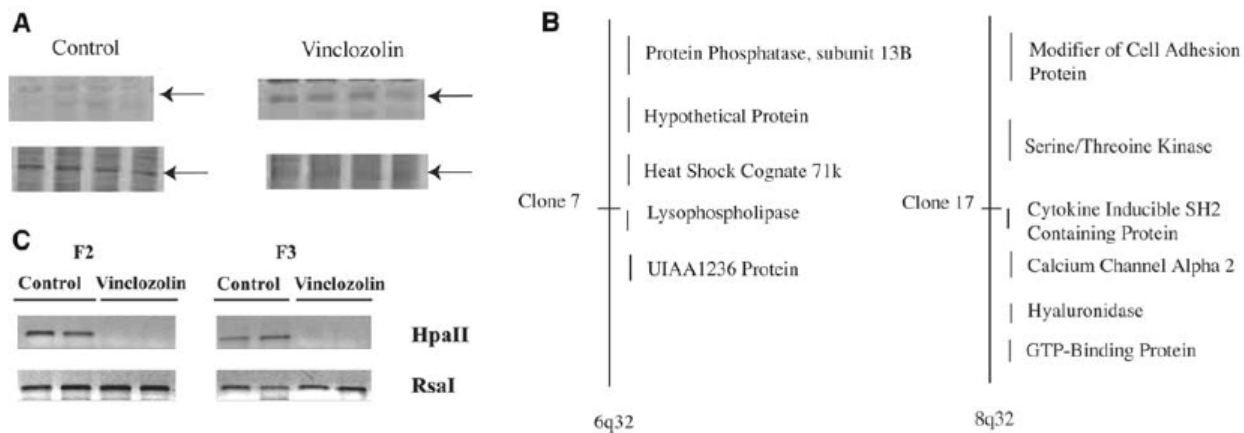 A
Control
Vinclozolin
B
Protein Phosphatase, subunit 13B
Hypothetical Protein
Heat Shock Cognate 71k
Clone 7
Lysophospholipase
UIAA1236 Protein
6q32
Modifier of Cell Adhesion
Protein
Serine/Threoine Kinase
Clone 17
Cytokine Inducible SH2
Containing Protein
Calcium Channel Alpha 2
Hyaluronidase
GTP-Binding Protein
8q32
C
F2
F3
Control Vinclozolin
Control Vinclozolin
HpaII
RsaI